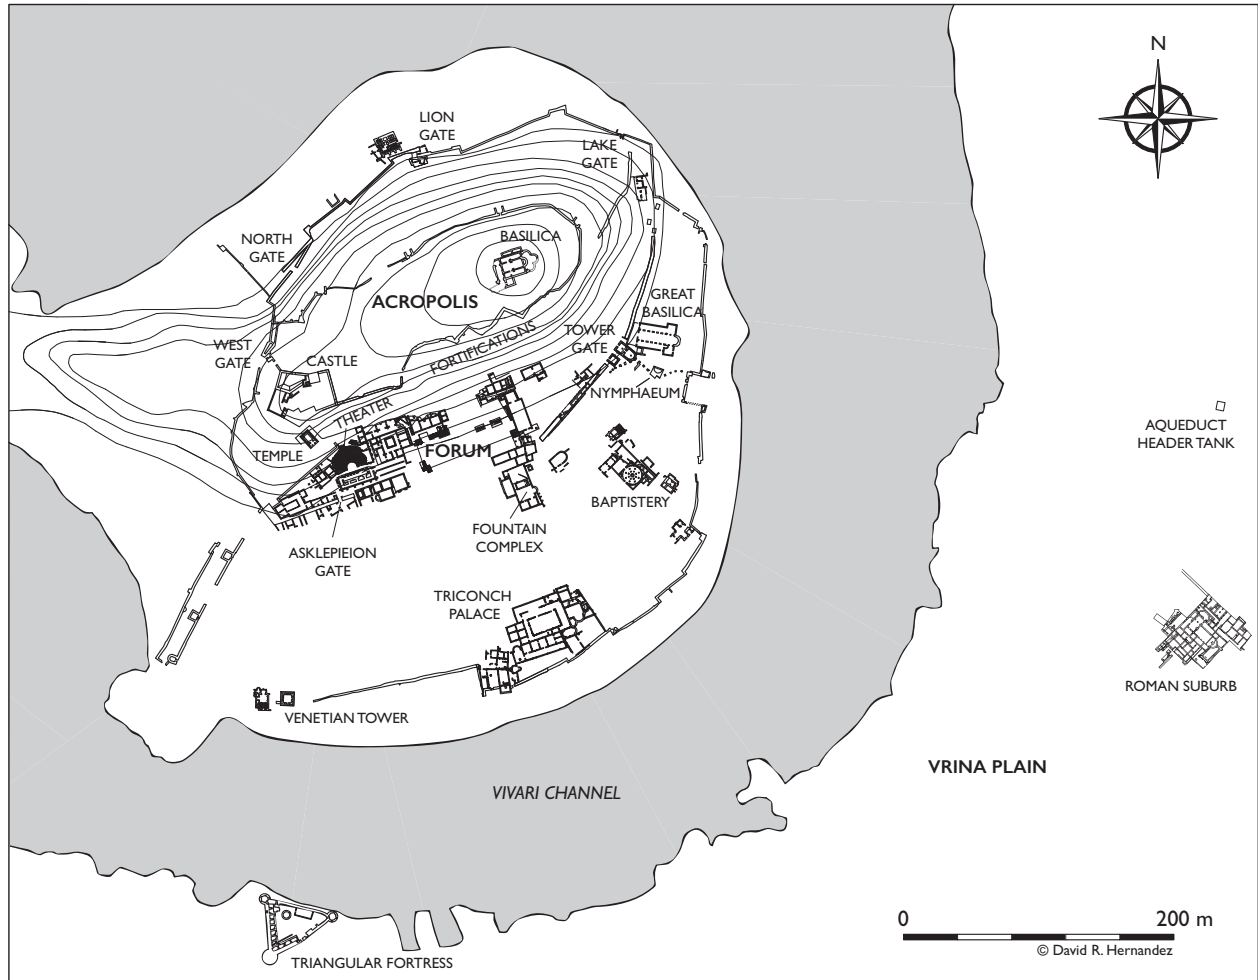 N
LION
GATE
LAKE
GATE
NORTH
GATE
BASILICA
ACROPOLIS
GREAT
BASILICA
WEST
GATE
CASTLE
FORTIFICATIONS
TOWER
GATE
NYMPHAEUM
THEATER
TEMPLE
FORUM
AQUEDUCT
HEADER TANK
BAPTISTERY
FOUNTAIN
COMPLEX
ASKLEPIEION
GATE
TRICONCH
PALACE
ROMAN SUBURB
VENETIAN TOWER
VRINA PLAIN
VIVARI CHANNEL
0 200 m
© David R. Hernandez
TRIANGULAR FORTRESS